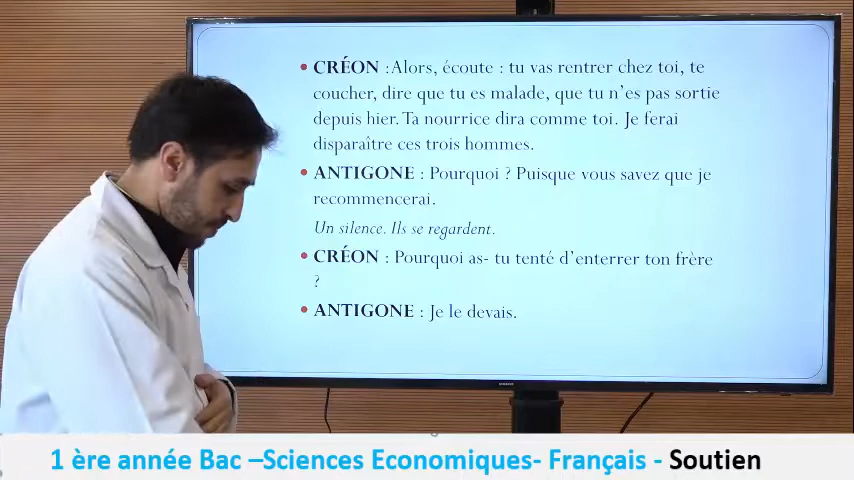 • CRÉON : Alors, écoute : tu vas rentrer chez toi, te
coucher, dire que tu es malade, que tu n'es pas sortie
depuis hier. Ta nourrice dira comme toi. Je ferai
disparaître ces trois hommes.
• ANTIGONE : Pourquoi ? Puisque vous savez que je
recommencerai.
Un silence. Ils se regardent.
• CRÉON : Pourquoi as- tu tenté d'enterrer ton frère
?
• ANTIGONE : Je le devais.
SAMSUNG
1 ère année Bac –Sciences Economiques- Français - Soutien